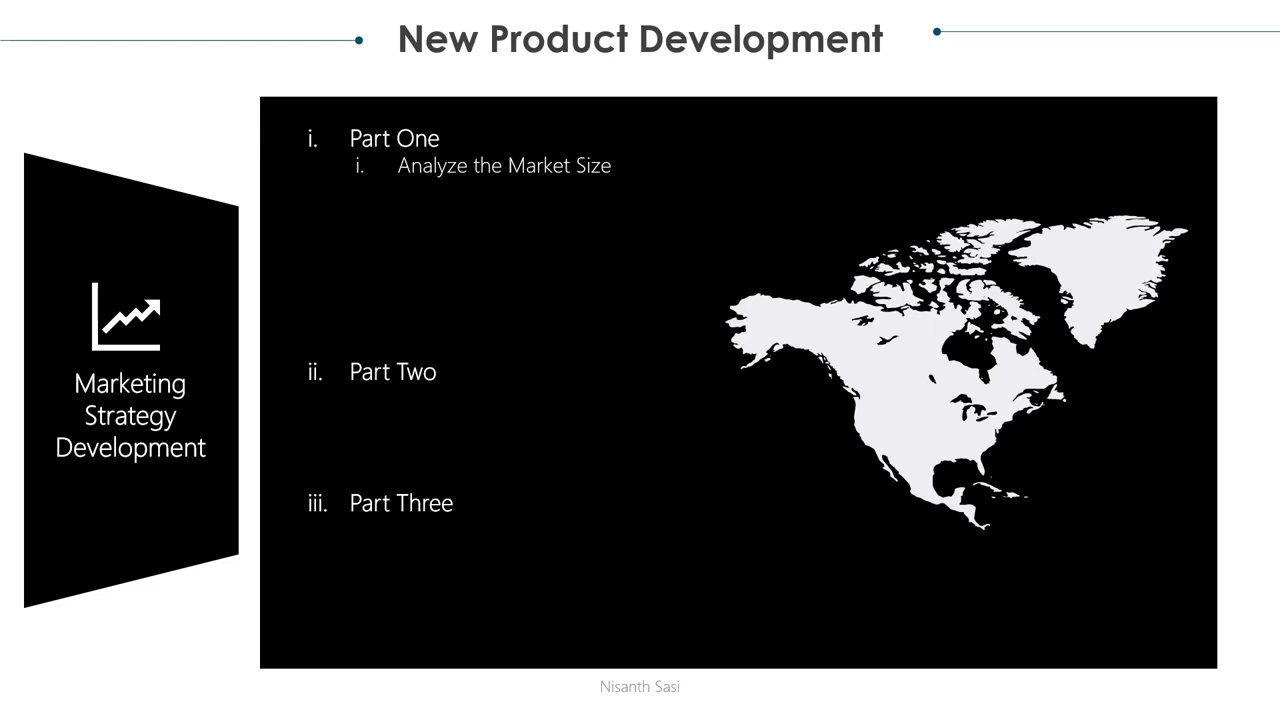 New Product Development
i. Part One
i. Analyze the Market Size
ii. Part Two
iii. Part Three
Marketing
Strategy
Development
Nisanth Sasi